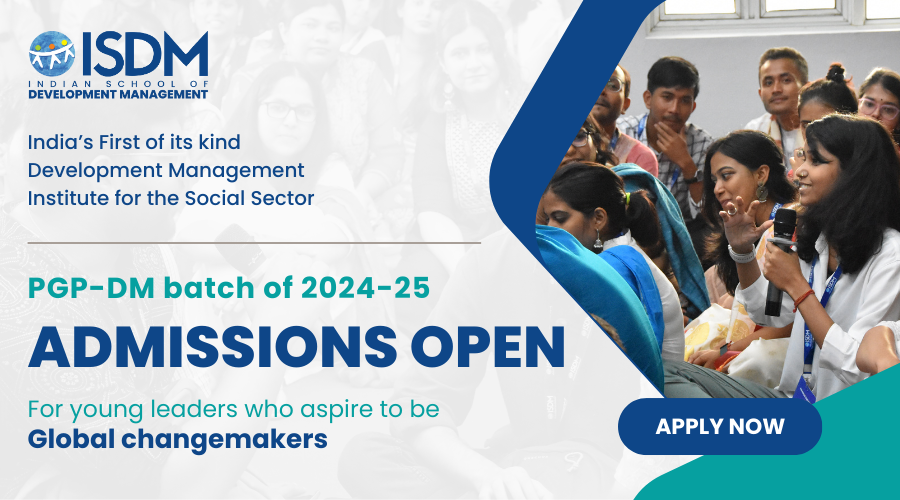 ISDM
INDIAN SCHOOL OF
DEVELOPMENT MANAGEMENT
India's First of its kind
Development Management
Institute for the Social Sector
PGP-DM batch of 2024-25
ADMISSIONS OPEN
For young leaders who aspire to be
Global changemakers
APPLY NOW
ISDM